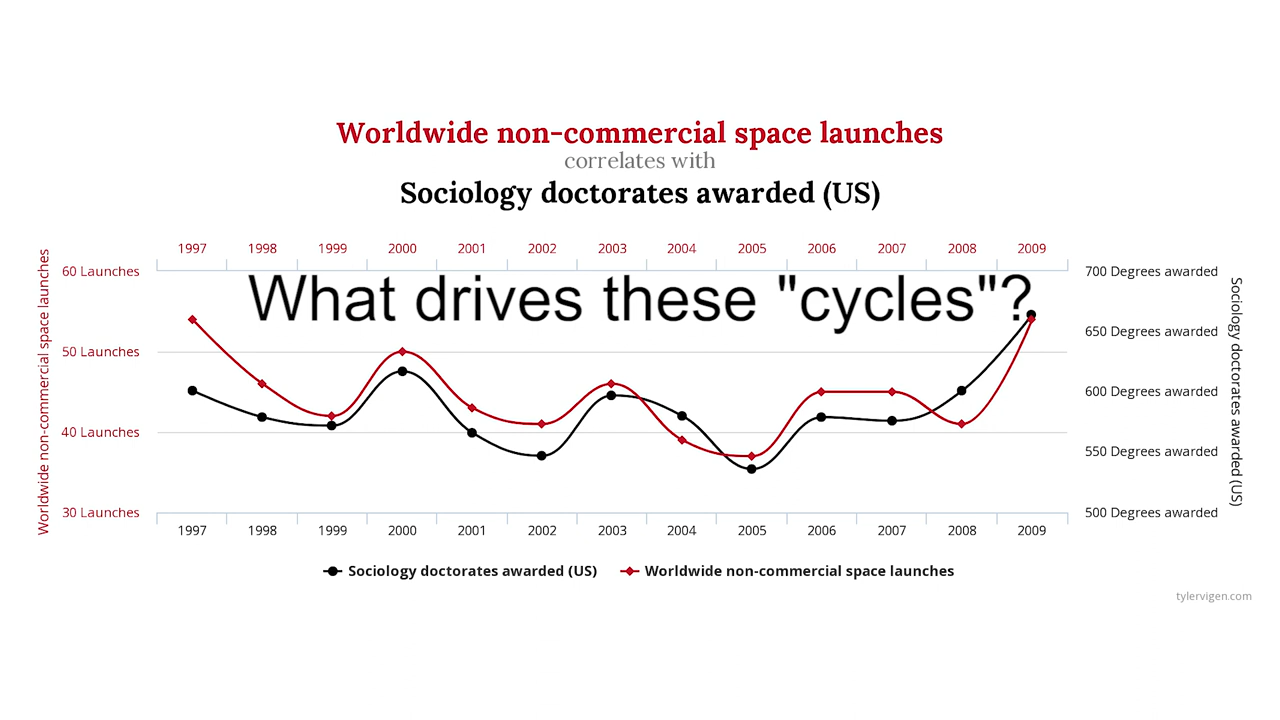 Worldwide non-commercial space launches
correlates with
Sociology doctorates awarded (US)
1997 1998 1999 2000 2001 2002 2003 2004 2005 2006 2007 2008 2009
Worldwide non-commercial space launches
60 Launches
50 Launches
40 Launches
30 Launches
What drives these "cycles"?
700 Degrees awarded
650 Degrees awarded
600 Degrees awarded
550 Degrees awarded
500 Degrees awarded
Sociology doctorates awarded (US)
1997 1998 1999 2000 2001 2002 2003 2004 2005 2006 2007 2008 2009
Sociology doctorates awarded (US) Worldwide non-commercial space launches
tylervigen.com